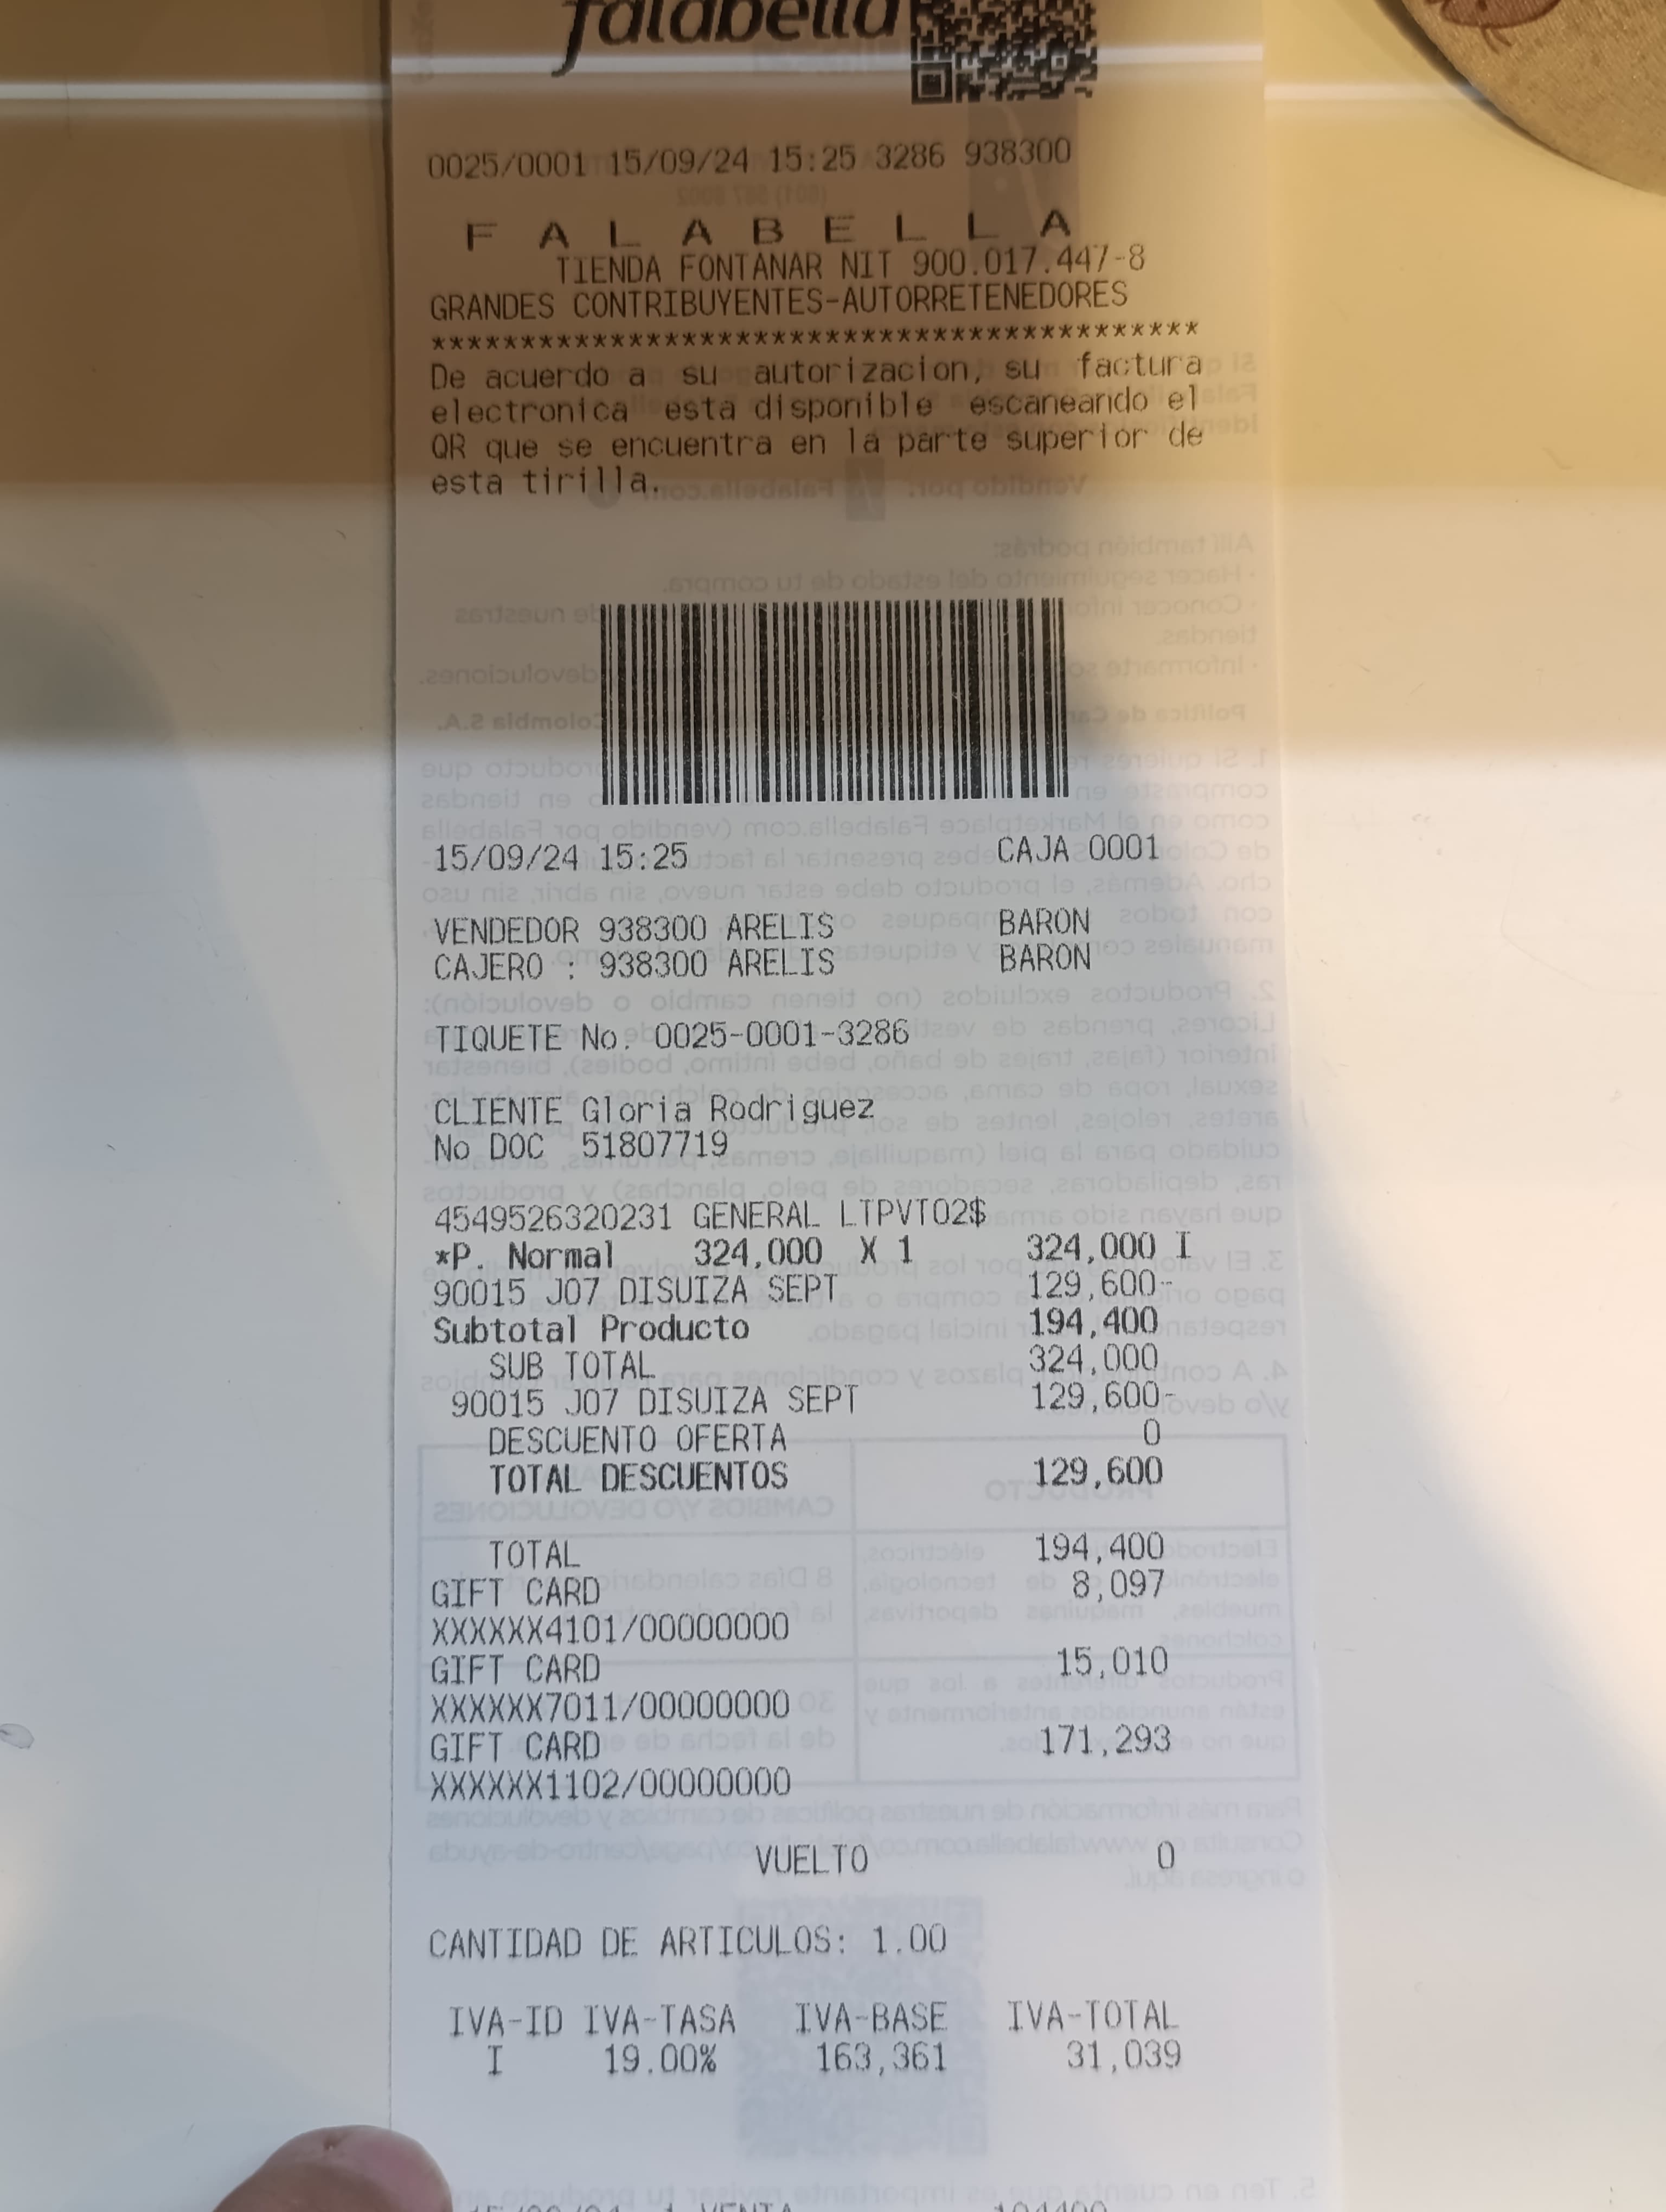 falabella
0025/0001 15/09/24 15:25 3286 938300
F A L A B E L L A
TIENDA FONTANAR NIT 900.017.447-8
GRANDES CONTRIBUYENTES-AUTORRETENEDORES
******************************************
De acuerdo a su autorizacion, su factura
electronica esta disponible escaneando el
QR que se encuentra en la parte superior de
esta tirilla.
15/09/24 15:25 CAJA 0001
VENDEDOR 938300 ARELIS BARON
CAJERO : 938300 ARELIS BARON
TIQUETE No. 0025-0001-3286
CLIENTE Gloria Rodriguez
No DOC 51807719
4549526320231 GENERAL LTPVT02$
*P. Normal 324,000 X 1 324,000 I
90015 J07 DISUIZA SEPT 129,600-
Subtotal Producto 194,400
SUB TOTAL 324,000
90015 J07 DISUIZA SEPT 129,600-
DESCUENTO OFERTA 0
TOTAL DESCUENTOS 129,600
TOTAL 194,400
GIFT CARD 8,097
XXXXXX4101/00000000
GIFT CARD 15,010
XXXXXX7011/00000000
GIFT CARD 171,293
XXXXXX1102/00000000
VUELTO 0
CANTIDAD DE ARTICULOS: 1.00
IVA-ID IVA-TASA IVA-BASE IVA-TOTAL
I 19.00% 163,361 31,039